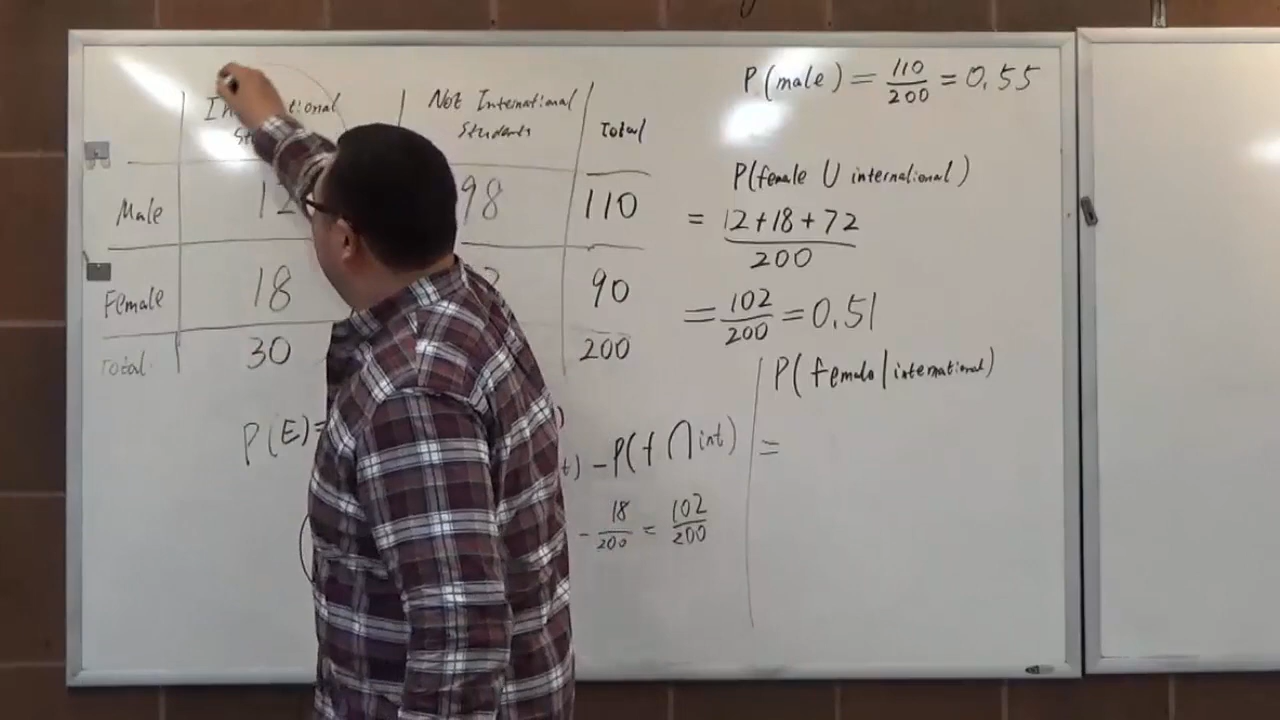 Not International
Students
Total
Male
98
110
Female
18
90
Total
30
200
P(E)=
- P(f ∩ int)
- 18/200 = 102/200
P(male) = 110/200 = 0.55
P(female U international)
= 12+18+72
200
= 102/200 = 0.51
P(female | international)
=